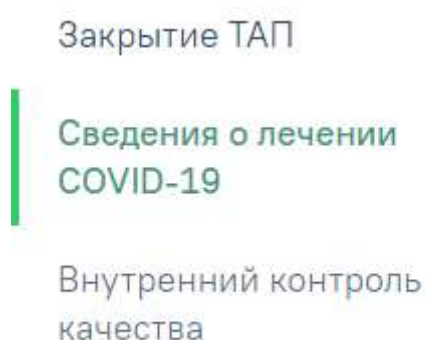 Закрытие ТАП
Сведения о лечении
COVID-19
Внутренний контроль
качества